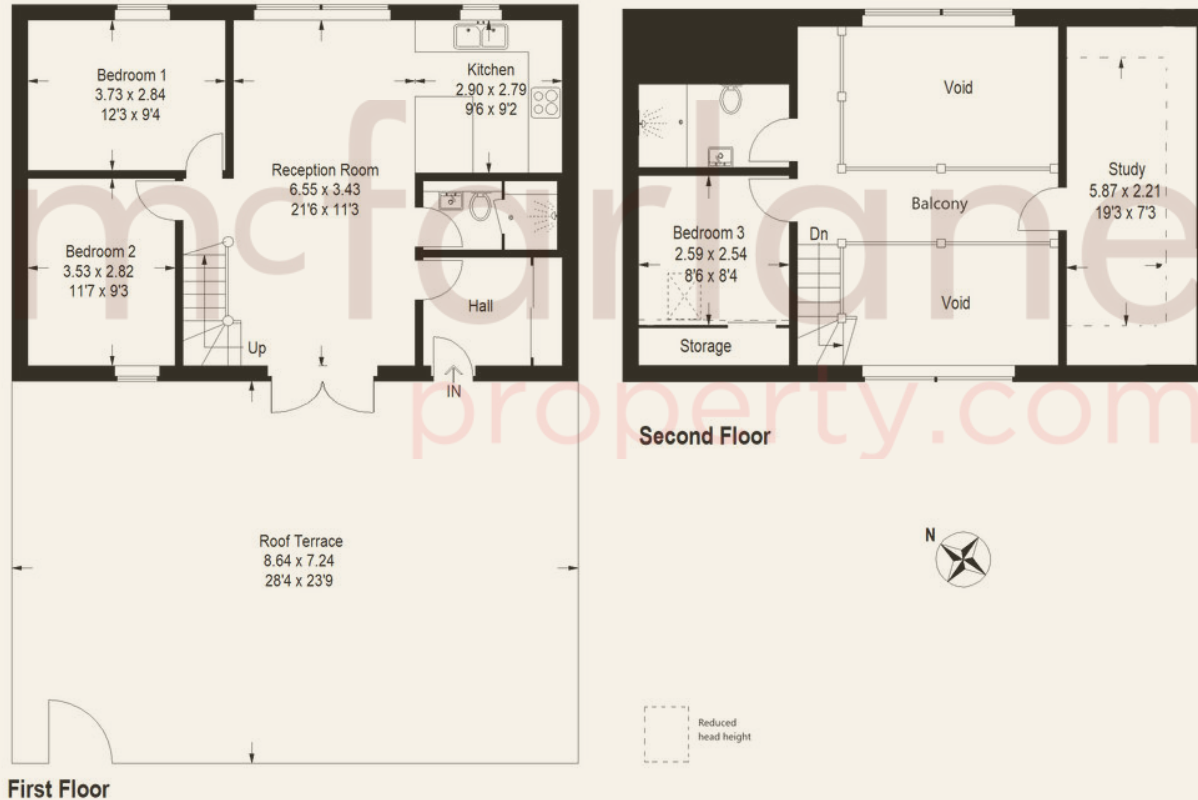 Bedroom 1
3.73 x 2.84
12'3 x 9'4
Kitchen
2.90 x 2.79
9'6 x 9'2
Reception Room
6.55 x 3.43
21'6 x 11'3
Bedroom 2
3.53 x 2.82
11'7 x 9'3
Hall
Up
IN
Roof Terrace
8.64 x 7.24
28'4 x 23'9
First Floor
Void
Study
5.87 x 2.21
19'3 x 7'3
Balcony
Bedroom 3
2.59 x 2.54
8'6 x 8'4
Dn
Void
Storage
Second Floor
N
Reduced
head height
mcfarlane
property.com